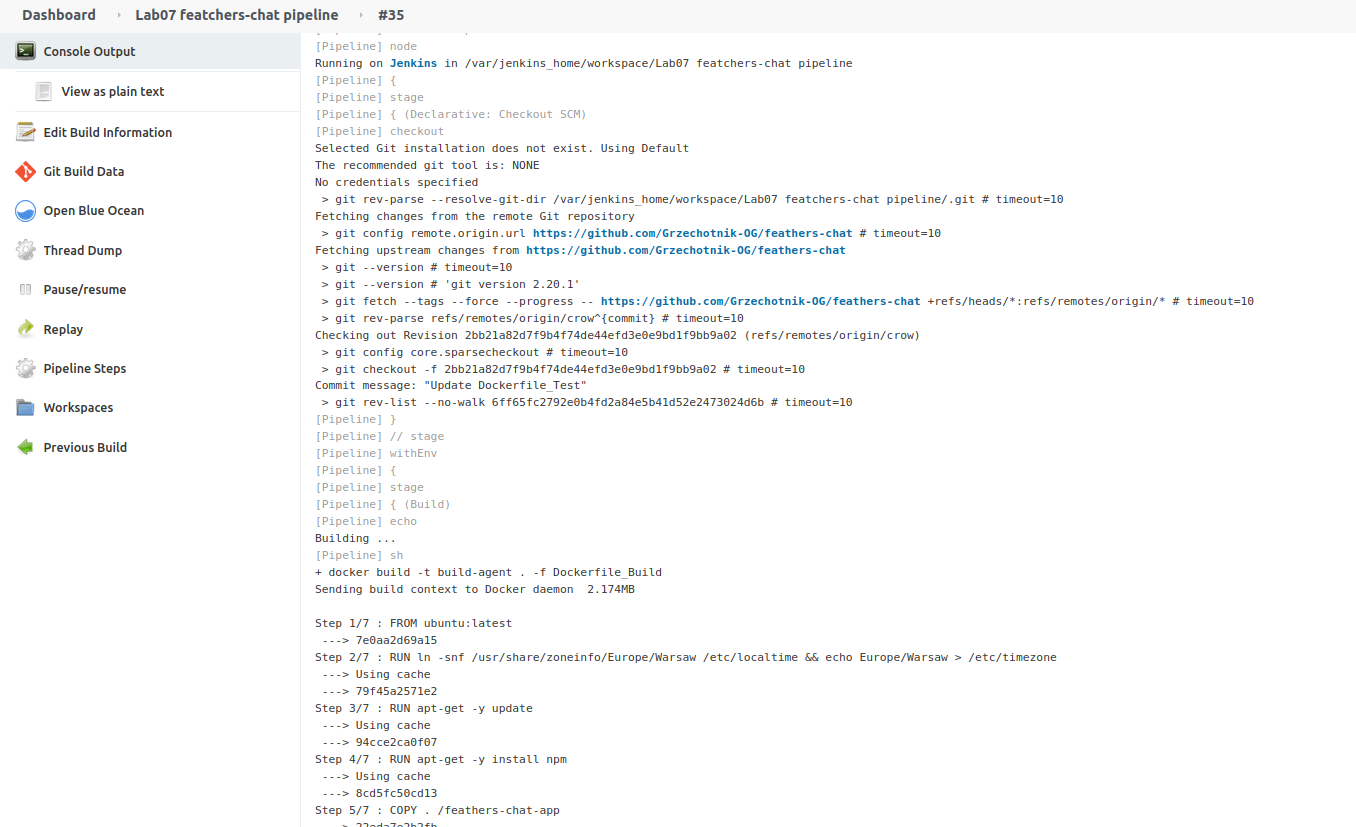 Dashboard › Lab07 featchers-chat pipeline › #35
Console Output
View as plain text
Edit Build Information
Git Build Data
Open Blue Ocean
Thread Dump
Pause/resume
Replay
Pipeline Steps
Workspaces
Previous Build
[Pipeline] node
Running on Jenkins in /var/jenkins_home/workspace/Lab07 featchers-chat pipeline
[Pipeline] {
[Pipeline] stage
[Pipeline] { (Declarative: Checkout SCM)
[Pipeline] checkout
Selected Git installation does not exist. Using Default
The recommended git tool is: NONE
No credentials specified
 > git rev-parse --resolve-git-dir /var/jenkins_home/workspace/Lab07 featchers-chat pipeline/.git # timeout=10
Fetching changes from the remote Git repository
 > git config remote.origin.url https://github.com/Grzechotnik-OG/feathers-chat # timeout=10
Fetching upstream changes from https://github.com/Grzechotnik-OG/feathers-chat
 > git --version # timeout=10
 > git --version # 'git version 2.20.1'
 > git fetch --tags --force --progress -- https://github.com/Grzechotnik-OG/feathers-chat +refs/heads/*:refs/remotes/origin/* # timeout=10
 > git rev-parse refs/remotes/origin/crow^{commit} # timeout=10
Checking out Revision 2bb21a82d7f9b4f74de44efd3e0e9bd1f9bb9a02 (refs/remotes/origin/crow)
 > git config core.sparsecheckout # timeout=10
 > git checkout -f 2bb21a82d7f9b4f74de44efd3e0e9bd1f9bb9a02 # timeout=10
Commit message: "Update Dockerfile_Test"
 > git rev-list --no-walk 6ff65fc2792e0b4fd2a84e5b41d52e2473024d6b # timeout=10
[Pipeline] }
[Pipeline] // stage
[Pipeline] withEnv
[Pipeline] {
[Pipeline] stage
[Pipeline] { (Build)
[Pipeline] echo
Building ...
[Pipeline] sh
+ docker build -t build-agent . -f Dockerfile_Build
Sending build context to Docker daemon  2.174MB
Step 1/7 : FROM ubuntu:latest
 ---> 7e0aa2d69a15
Step 2/7 : RUN ln -snf /usr/share/zoneinfo/Europe/Warsaw /etc/localtime && echo Europe/Warsaw > /etc/timezone
 ---> Using cache
 ---> 79f45a2571e2
Step 3/7 : RUN apt-get -y update
 ---> Using cache
 ---> 94cce2ca0f07
Step 4/7 : RUN apt-get -y install npm
 ---> Using cache
 ---> 8cd5fc50cd13
Step 5/7 : COPY . /feathers-chat-app